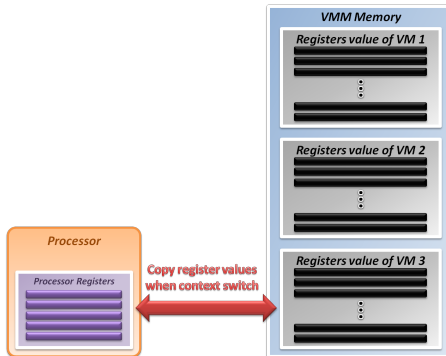 VMM Memory
Registers value of VM 1
Registers value of VM 2
Registers value of VM 3
Processor
Processor Registers
Copy register values
when context switch